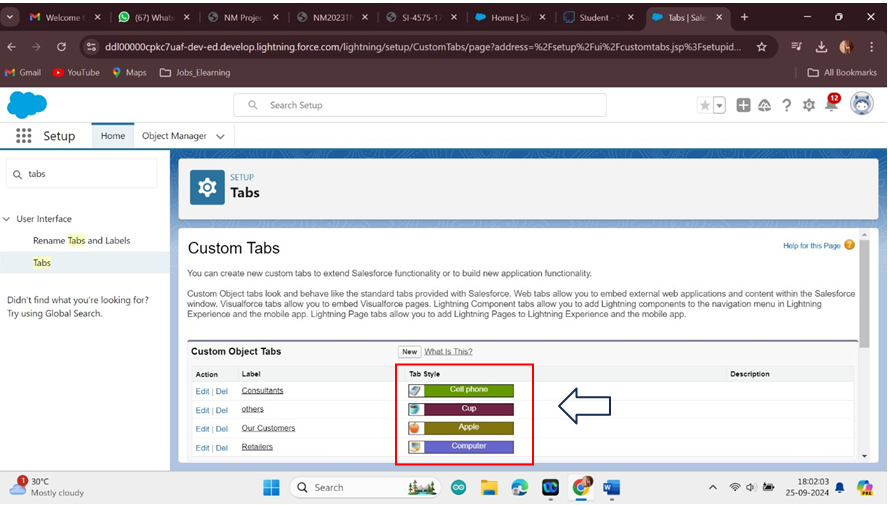 Welcome
(67) What
NM Projec
NM2023T
SI-4575-17
Home | Sa
Student -
Tabs | Sales
ddl00000cpkc7uaf-dev-ed.develop.lightning.force.com/lightning/setup/CustomTabs/page?address=%2Fsetup%2Fui%2Fcustomtabs.jsp%3Fsetupid...
Gmail
YouTube
Maps
Jobs_Elearning
All Bookmarks
Search Setup
12
Setup
Home
Object Manager
tabs
SETUP
Tabs
User Interface
Rename Tabs and Labels
Tabs
Didn't find what you're looking for?
Try using Global Search.
Custom Tabs
Help for this Page
You can create new custom tabs to extend Salesforce functionality or to build new application functionality.
Custom Object tabs look and behave like the standard tabs provided with Salesforce. Web tabs allow you to embed external web applications and content within the Salesforce
window. Visualforce tabs allow you to embed Visualforce pages. Lightning Component tabs allow you to add Lightning components to the navigation menu in Lightning
Experience and the mobile app. Lightning Page tabs allow you to add Lightning Pages to Lightning Experience and the mobile app.
Custom Object Tabs
New
What Is This?
Action Label Tab Style Description
Edit | Del Consultants Cell phone
Edit | Del others Cup
Edit | Del Our Customers Apple
Edit | Del Retailers Computer
1
30°C
Mostly cloudy
Search
18:02:03
25-09-2024